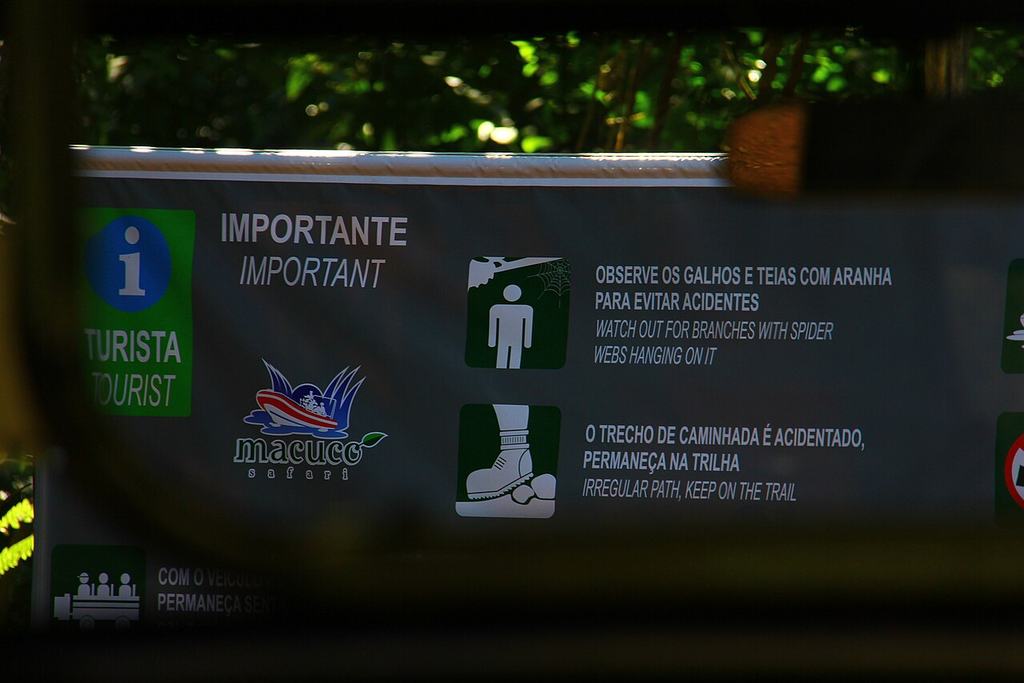 i
TURISTA
TOURIST
IMPORTANTE
IMPORTANT
macuco
safari
OBSERVE OS GALHOS E TEIAS COM ARANHA
PARA EVITAR ACIDENTES
WATCH OUT FOR BRANCHES WITH SPIDER
WEBS HANGING ON IT
O TRECHO DE CAMINHADA É ACIDENTADO,
PERMANEÇA NA TRILHA
IRREGULAR PATH, KEEP ON THE TRAIL
COM O VEICULO
PERMANEÇA